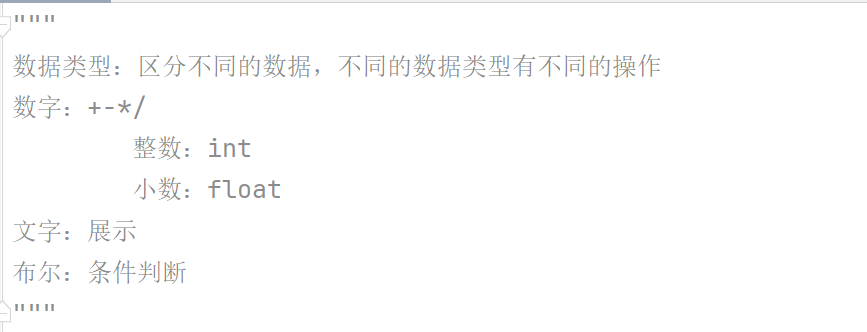 """
数据类型：区分不同的数据，不同的数据类型有不同的操作
数字：+-*/
整数：int
小数：float
文字：展示
布尔：条件判断
"""